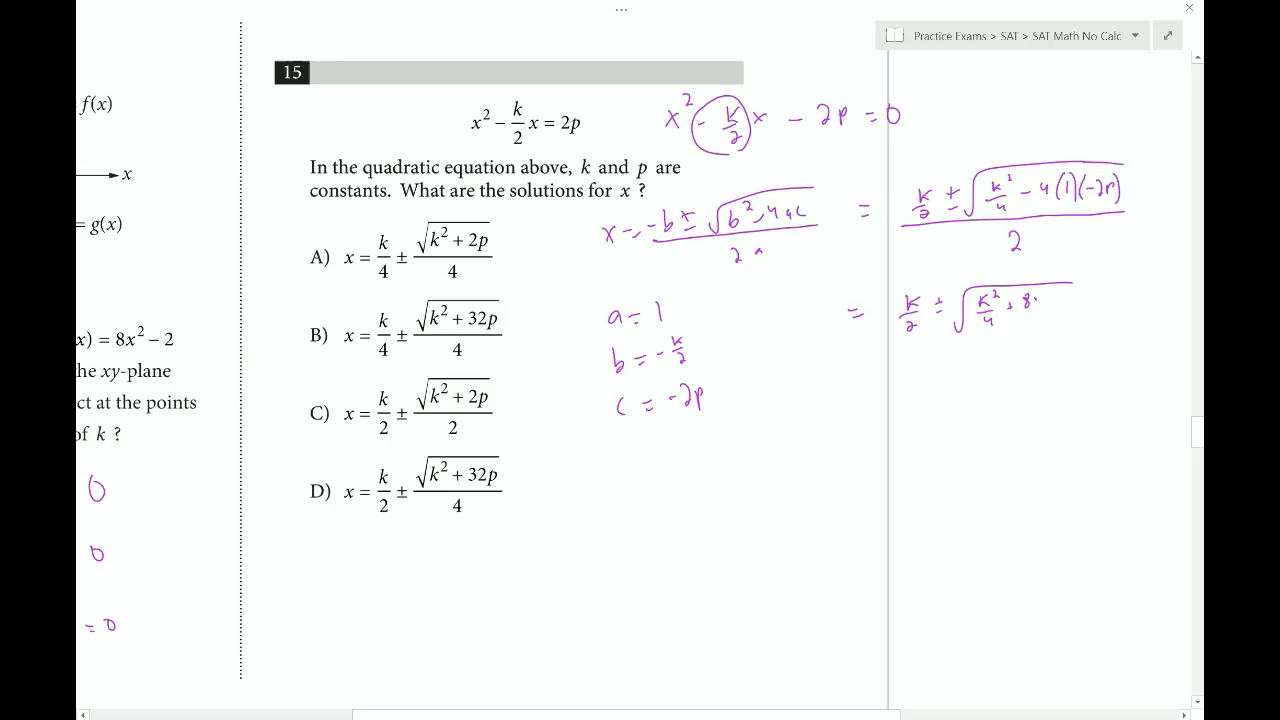 ...
Practice Exams > SAT > SAT Math No Calc
15
f(x)
x
= g(x)
x) = 8x² − 2
he xy-plane
ct at the points
of k ?
0
0
= 0
x² − k/2 x = 2p
In the quadratic equation above, k and p are
constants. What are the solutions for x ?
A) x = k/4 ± √(k² + 2p)/4
B) x = k/4 ± √(k² + 32p)/4
C) x = k/2 ± √(k² + 2p)/2
D) x = k/2 ± √(k² + 32p)/4
x² − k/2 x − 2p = 0
x = (−b ± √(b² − 4ac))/2a = (k/2 ± √(k²/4 − 4(1)(−2p)))/2
a = 1
b = −k/2
c = −2p
= k/2 ± √(k²/4 + 8